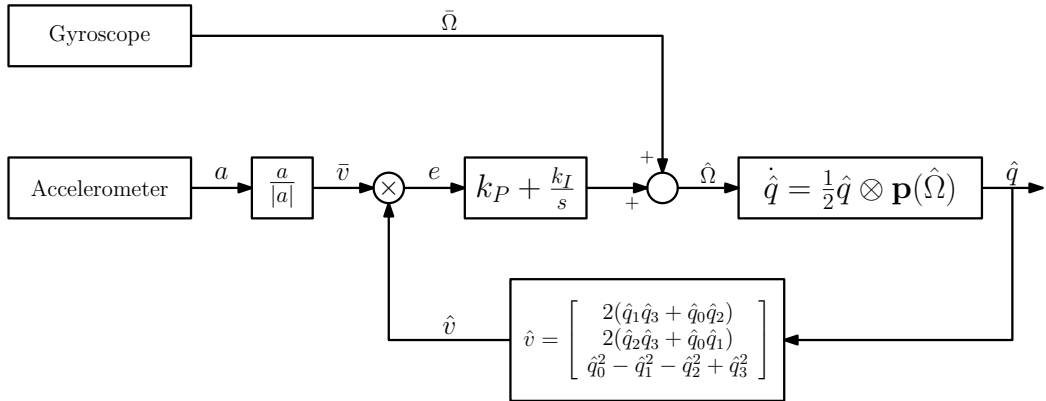 Gyroscope
Ω̄
Accelerometer
a
a/|a|
v̄
×
e
k_P + k_I/s
+
+
Ω̂
q̂̇ = ½ q̂ ⊗ p(Ω̂)
q̂
v̂
v̂ = [ 2(q̂₁q̂₃ + q̂₀q̂₂)
2(q̂₂q̂₃ + q̂₀q̂₁)
q̂₀² − q̂₁² − q̂₂² + q̂₃² ]